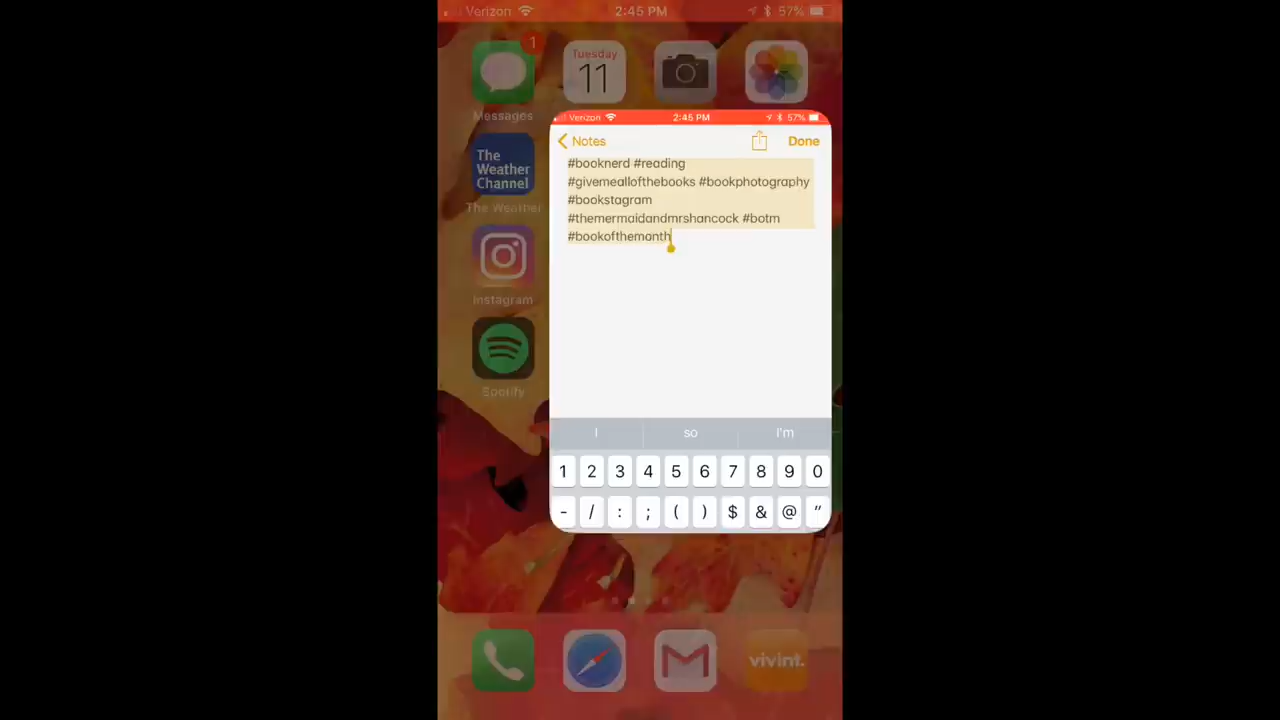 Verizon 2:45 PM 57%
1
Tuesday
11
Messages
Verizon 2:45 PM 57%
Notes Done
#booknerd #reading
#givemeallofthebooks #bookphotography
#bookstagram
#themermaidandmrshancock #botm
#bookofthemonth
The
Weather
Channel
The Weather
Instagram
Spotify
I so I'm
1 2 3 4 5 6 7 8 9 0
- / : ; ( ) $ & @ "
vivint.